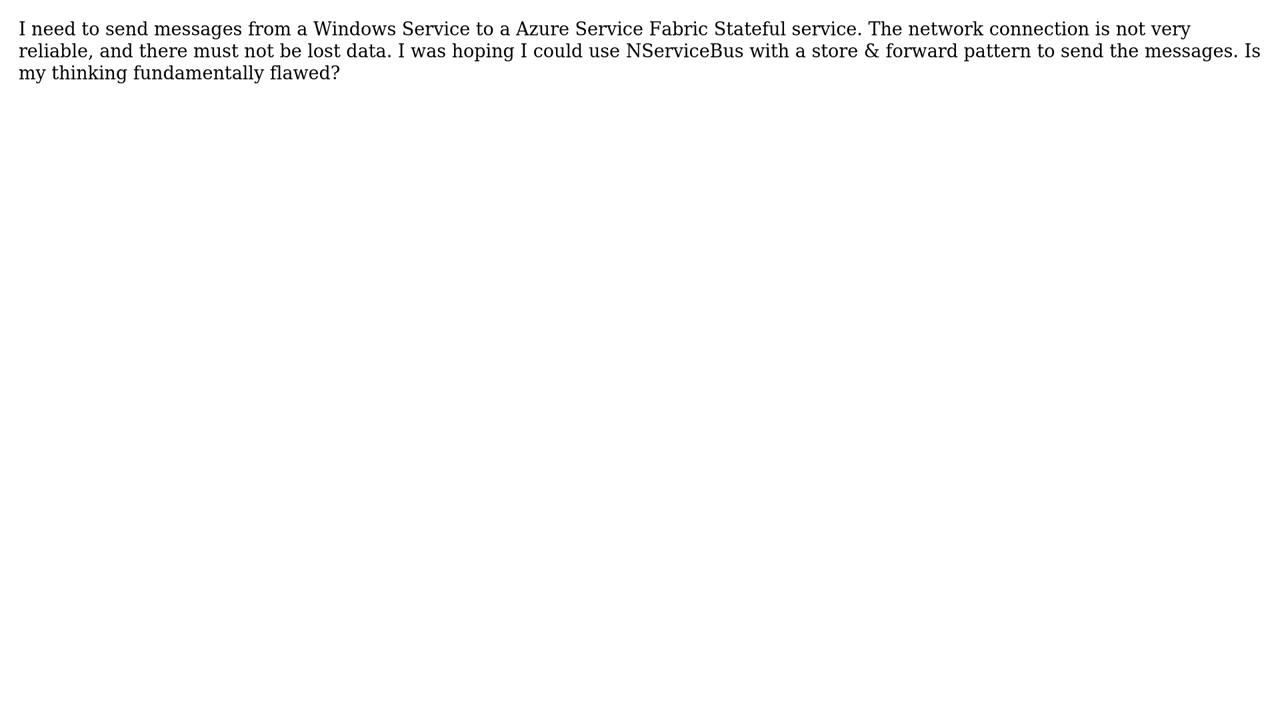 I need to send messages from a Windows Service to a Azure Service Fabric Stateful service. The network connection is not very
reliable, and there must not be lost data. I was hoping I could use NServiceBus with a store & forward pattern to send the messages. Is
my thinking fundamentally flawed?